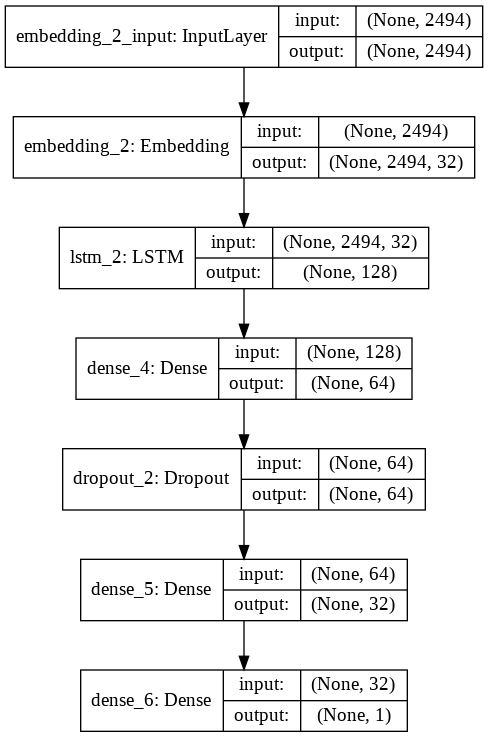 embedding_2_input: InputLayer
input: (None, 2494)
output: (None, 2494)
embedding_2: Embedding
input: (None, 2494)
output: (None, 2494, 32)
lstm_2: LSTM
input: (None, 2494, 32)
output: (None, 128)
dense_4: Dense
input: (None, 128)
output: (None, 64)
dropout_2: Dropout
input: (None, 64)
output: (None, 64)
dense_5: Dense
input: (None, 64)
output: (None, 32)
dense_6: Dense
input: (None, 32)
output: (None, 1)